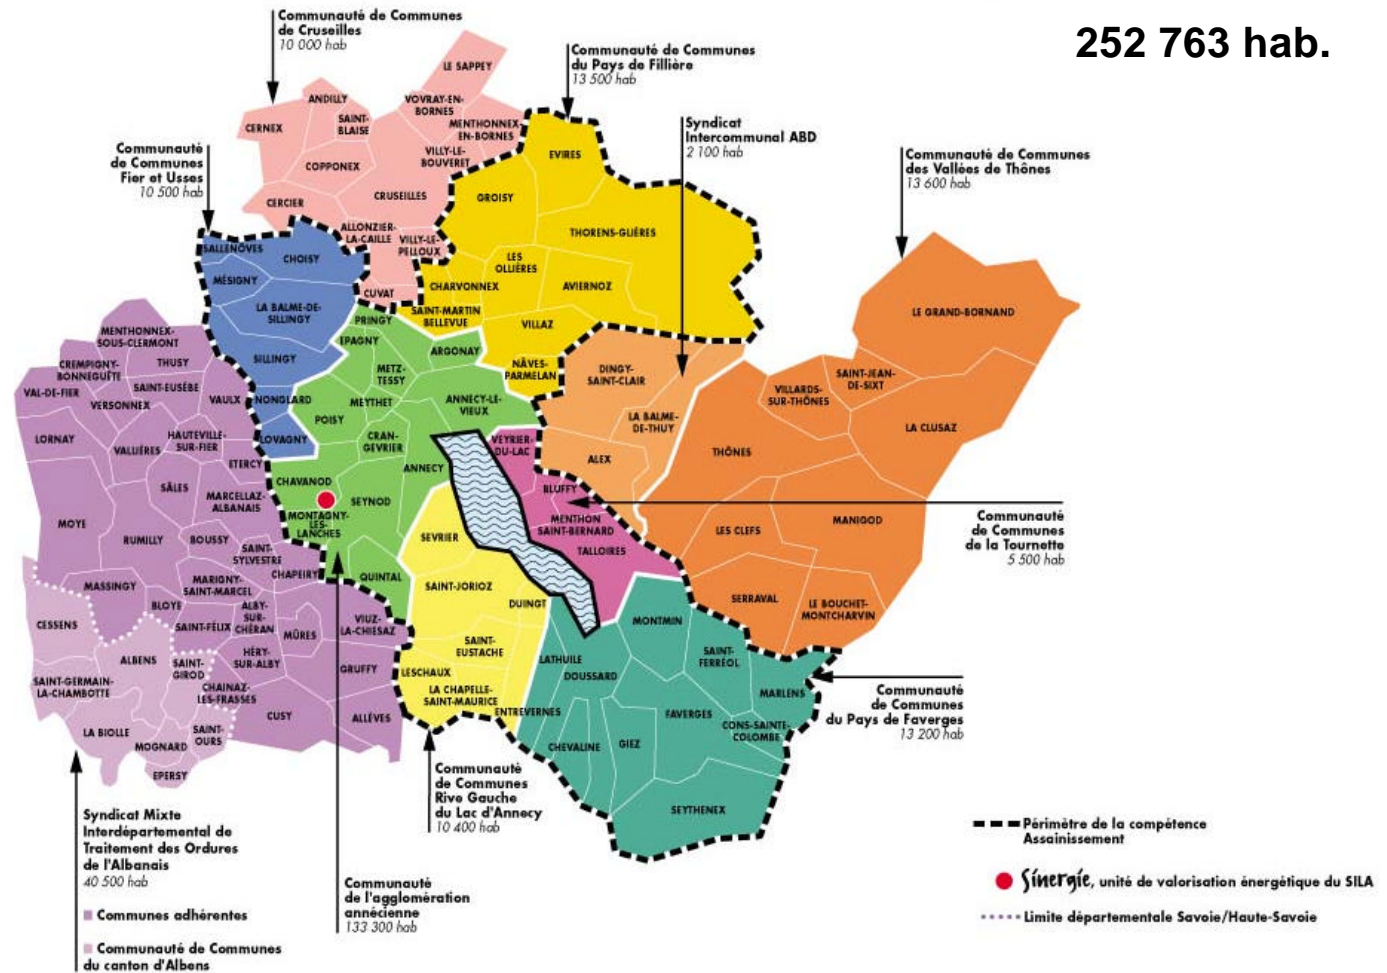 252 763 hab.
Communauté de Communes
de Cruseilles
10 000 hab
Communauté de Communes
du Pays de Fillière
13 500 hab
Syndicat
Intercommunal ABD
2 100 hab
Communauté de Communes
des Vallées de Thônes
13 600 hab
Communauté
de Communes
Fier et Usses
10 500 hab
LE SAPPEY
ANDILLY
VOVRAY-EN-
BORNES
CERNEX
SAINT-
BLAISE
MENTHONNEX-
EN-BORNES
VILLY-LE-
BOUVERET
COPPONEX
CRUSEILLES
CERCIER
ALLONZIER-
LA-CAILLE
VILLY-LE-
PELLOUX
CUVAT
EVIRES
GROISY
THORENS-GLIÈRES
LES
OLLIÈRES
AVIERNOZ
CHARVONNEX
SAINT-MARTIN
BELLEVUE
VILLAZ
NÂVES-
PARMELAN
SALLENÔVES
CHOISY
MÉSIGNY
LA BALME-DE-
SILLINGY
SILLINGY
NONGLARD
LOVAGNY
PRINGY
EPAGNY
ARGONAY
METZ-
TESSY
MEYTHET
ANNECY-LE-
VIEUX
POISY
CRAN-
GEVRIER
ANNECY
CHAVANOD
SEYNOD
MONTAGNY-
LES-
LANCHES
QUINTAL
DINGY-
SAINT-CLAIR
LA BALME-
DE-THUY
ALEX
LE GRAND-BORNAND
SAINT-JEAN-
DE-SIXT
VILLARDS-
SUR-THÔNES
LA CLUSAZ
THÔNES
LES CLEFS
MANIGOD
SERRAVAL
LE BOUCHET-
MONTCHARVIN
VEYRIER-
DU-LAC
BLUFFY
MENTHON
SAINT-BERNARD
TALLOIRES
Communauté
de Communes
de la Tournette
5 500 hab
MENTHONNEX-
SOUS-CLERMONT
CREMPIGNY-
BONNEGUÊTE
THUSY
VAL-DE-FIER
SAINT-EUSÈBE
VERSONNEX
VAULX
LORNAY
HAUTEVILLE-
SUR-FIER
VALLIÈRES
ETERCY
SÂLES
MARCELLAZ-
ALBANAIS
MOYE
RUMILLY
BOUSSY
SAINT-
SYLVESTRE
CHAPEIRY
MASSINGY
MARIGNY-
SAINT-MARCEL
BLOYE
ALBY-
SUR-
CHÉRAN
SAINT-FÉLIX
MÛRES
VIUZ-
LA-CHIESAZ
HÉRY-
SUR-ALBY
GRUFFY
CHAINAZ-
LES-FRASSES
CUSY
ALLÈVES
CESSENS
ALBENS
SAINT-
GIROD
SAINT-GERMAIN-
LA-CHAMBOTTE
LA BIOLLE
MOGNARD
SAINT-
OURS
EPERSY
SEVRIER
SAINT-JORIOZ
DUINGT
SAINT-
EUSTACHE
LESCHAUX
LA CHAPELLE-
SAINT-MAURICE
ENTREVERNES
LATHUILE
DOUSSARD
MONTMIN
SAINT-
FERRÉOL
MARLENS
FAVERGES
CONS-SAINTE-
COLOMBE
CHEVALINE
GIEZ
SEYTHENEX
Communauté
de Communes
du Pays de Faverges
13 200 hab
Communauté
de Communes
Rive Gauche
du Lac d'Annecy
10 400 hab
Communauté
de l'agglomération
annécienne
133 300 hab
Syndicat Mixte
Interdépartemental de
Traitement des Ordures
de l'Albanais
40 500 hab
Communes adhérentes
Communauté de Communes
du canton d'Albens
Périmètre de la compétence
Assainissement
Sinergie, unité de valorisation énergétique du SILA
Limite départementale Savoie/Haute-Savoie